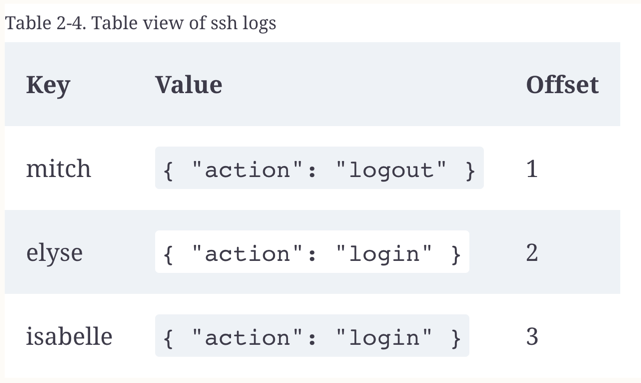 Table 2-4. Table view of ssh logs
Key Value Offset
mitch { "action": "logout" } 1
elyse { "action": "login" } 2
isabelle { "action": "login" } 3